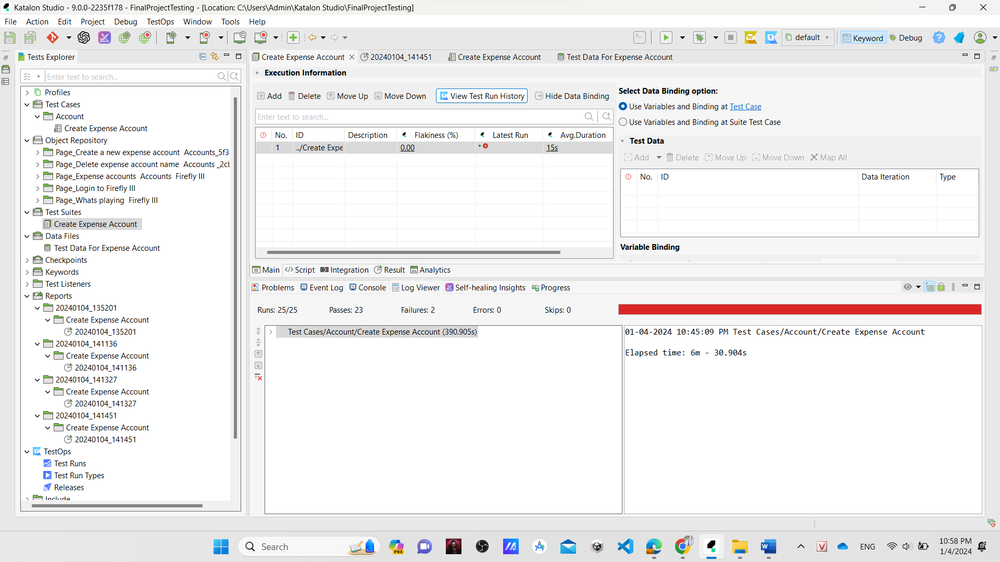 Katalon Studio - 9.0.0-2235f178 - FinalProjectTesting - [Location: C:\Users\Admin\Katalon Studio\FinalProjectTesting]
File Action Edit Project Debug TestOps Window Tools Help
default Keyword Debug
Tests Explorer
Enter text to search...
Profiles
Test Cases
Account
Create Expense Account
Object Repository
Page_Create a new expense account Accounts_5f3
Page_Delete expense account name Accounts _2cb
Page_Expense accounts Accounts Firefly III
Page_Login to Firefly III
Page_Whats playing Firefly III
Test Suites
Create Expense Account
Data Files
Test Data For Expense Account
Checkpoints
Keywords
Test Listeners
Reports
20240104_135201
Create Expense Account
20240104_135201
20240104_141136
Create Expense Account
20240104_141136
20240104_141327
Create Expense Account
20240104_141327
20240104_141451
Create Expense Account
20240104_141451
TestOps
Test Runs
Test Run Types
Releases
Include
Create Expense Account 20240104_141451 Create Expense Account Test Data For Expense Account
Execution Information
Add Delete Move Up Move Down View Test Run History Hide Data Binding
Enter text to search...
No. ID Description Flakiness (%) Latest Run Avg.Duration
1 ../Create Expe 0.00 15s
Select Data Binding option:
Use Variables and Binding at Test Case
Use Variables and Binding at Suite Test Case
Test Data
Add Delete Move Up Move Down Map All
No. ID Data Iteration Type
Variable Binding
Main Script Integration Result Analytics
Problems Event Log Console Log Viewer Self-healing Insights Progress
Runs: 25/25 Passes: 23 Failures: 2 Errors: 0 Skips: 0
Test Cases/Account/Create Expense Account (390.905s)
01-04-2024 10:45:09 PM Test Cases/Account/Create Expense Account
Elapsed time: 6m - 30.904s
Search
PRE
ENG
10:58 PM
1/4/2024